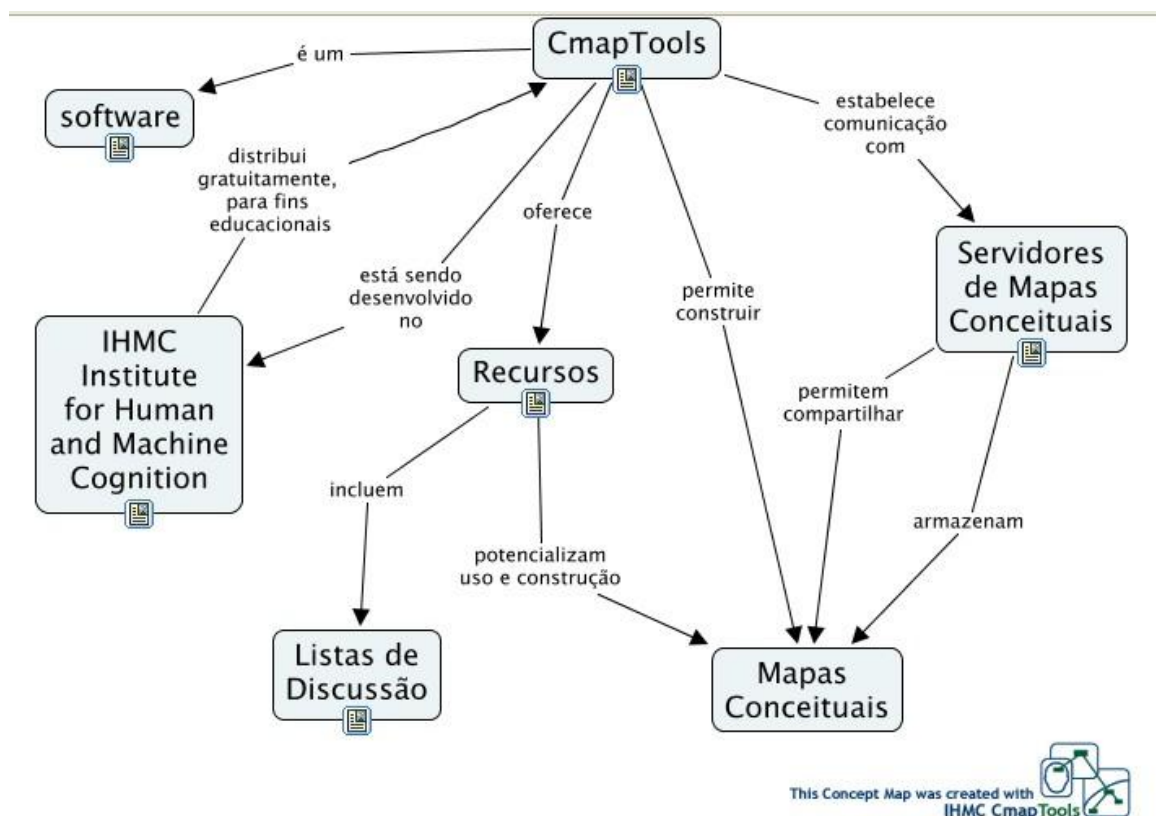 CmapTools
é um
software
estabelece
comunicação
com
distribui
gratuitamente,
para fins
educacionais
oferece
está sendo
desenvolvido
no
permite
construir
Servidores
de Mapas
Conceituais
IHMC
Institute
for Human
and Machine
Cognition
Recursos
permitem
compartilhar
incluem
armazenam
potencializam
uso e construção
Listas de
Discussão
Mapas
Conceituais
This Concept Map was created with
IHMC CmapTools